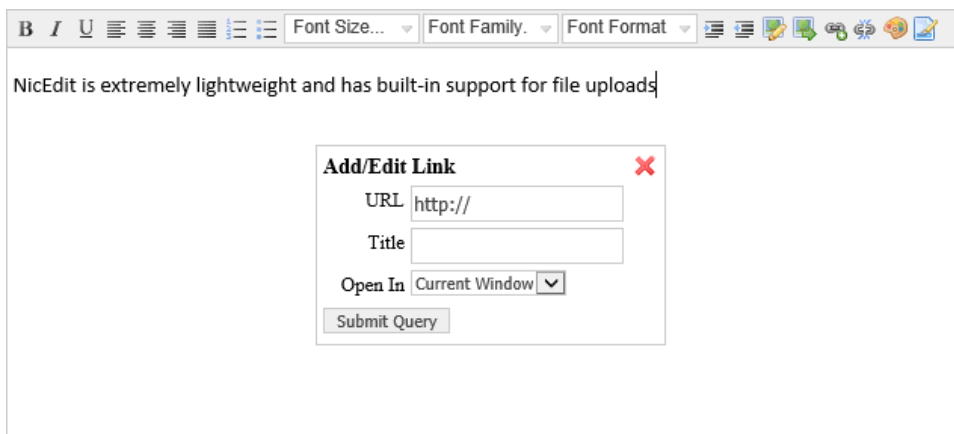 B I U Font Size... Font Family. Font Format
NicEdit is extremely lightweight and has built-in support for file uploads
Add/Edit Link
URL http://
Title
Open In Current Window
Submit Query